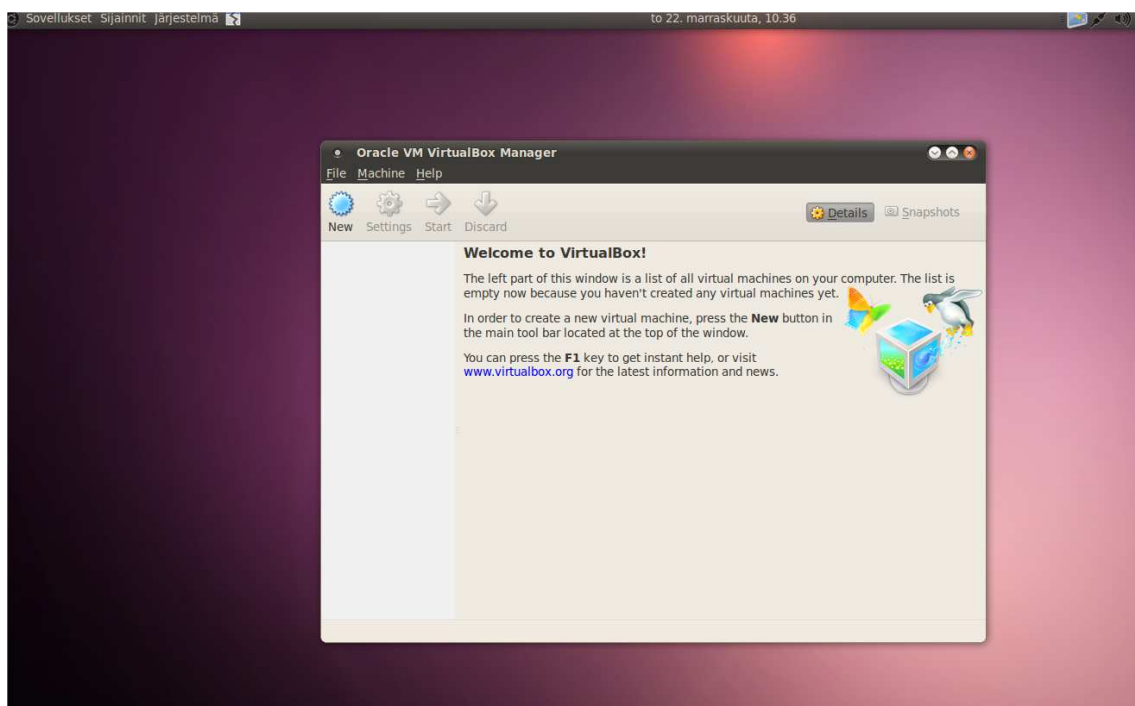 Sovellukset Sijainnit Järjestelmä
to 22. marraskuuta, 10.36
Oracle VM VirtualBox Manager
File Machine Help
New Settings Start Discard
Details Snapshots
Welcome to VirtualBox!
The left part of this window is a list of all virtual machines on your computer. The list is
empty now because you haven't created any virtual machines yet.
In order to create a new virtual machine, press the New button in
the main tool bar located at the top of the window.
You can press the F1 key to get instant help, or visit
www.virtualbox.org for the latest information and news.